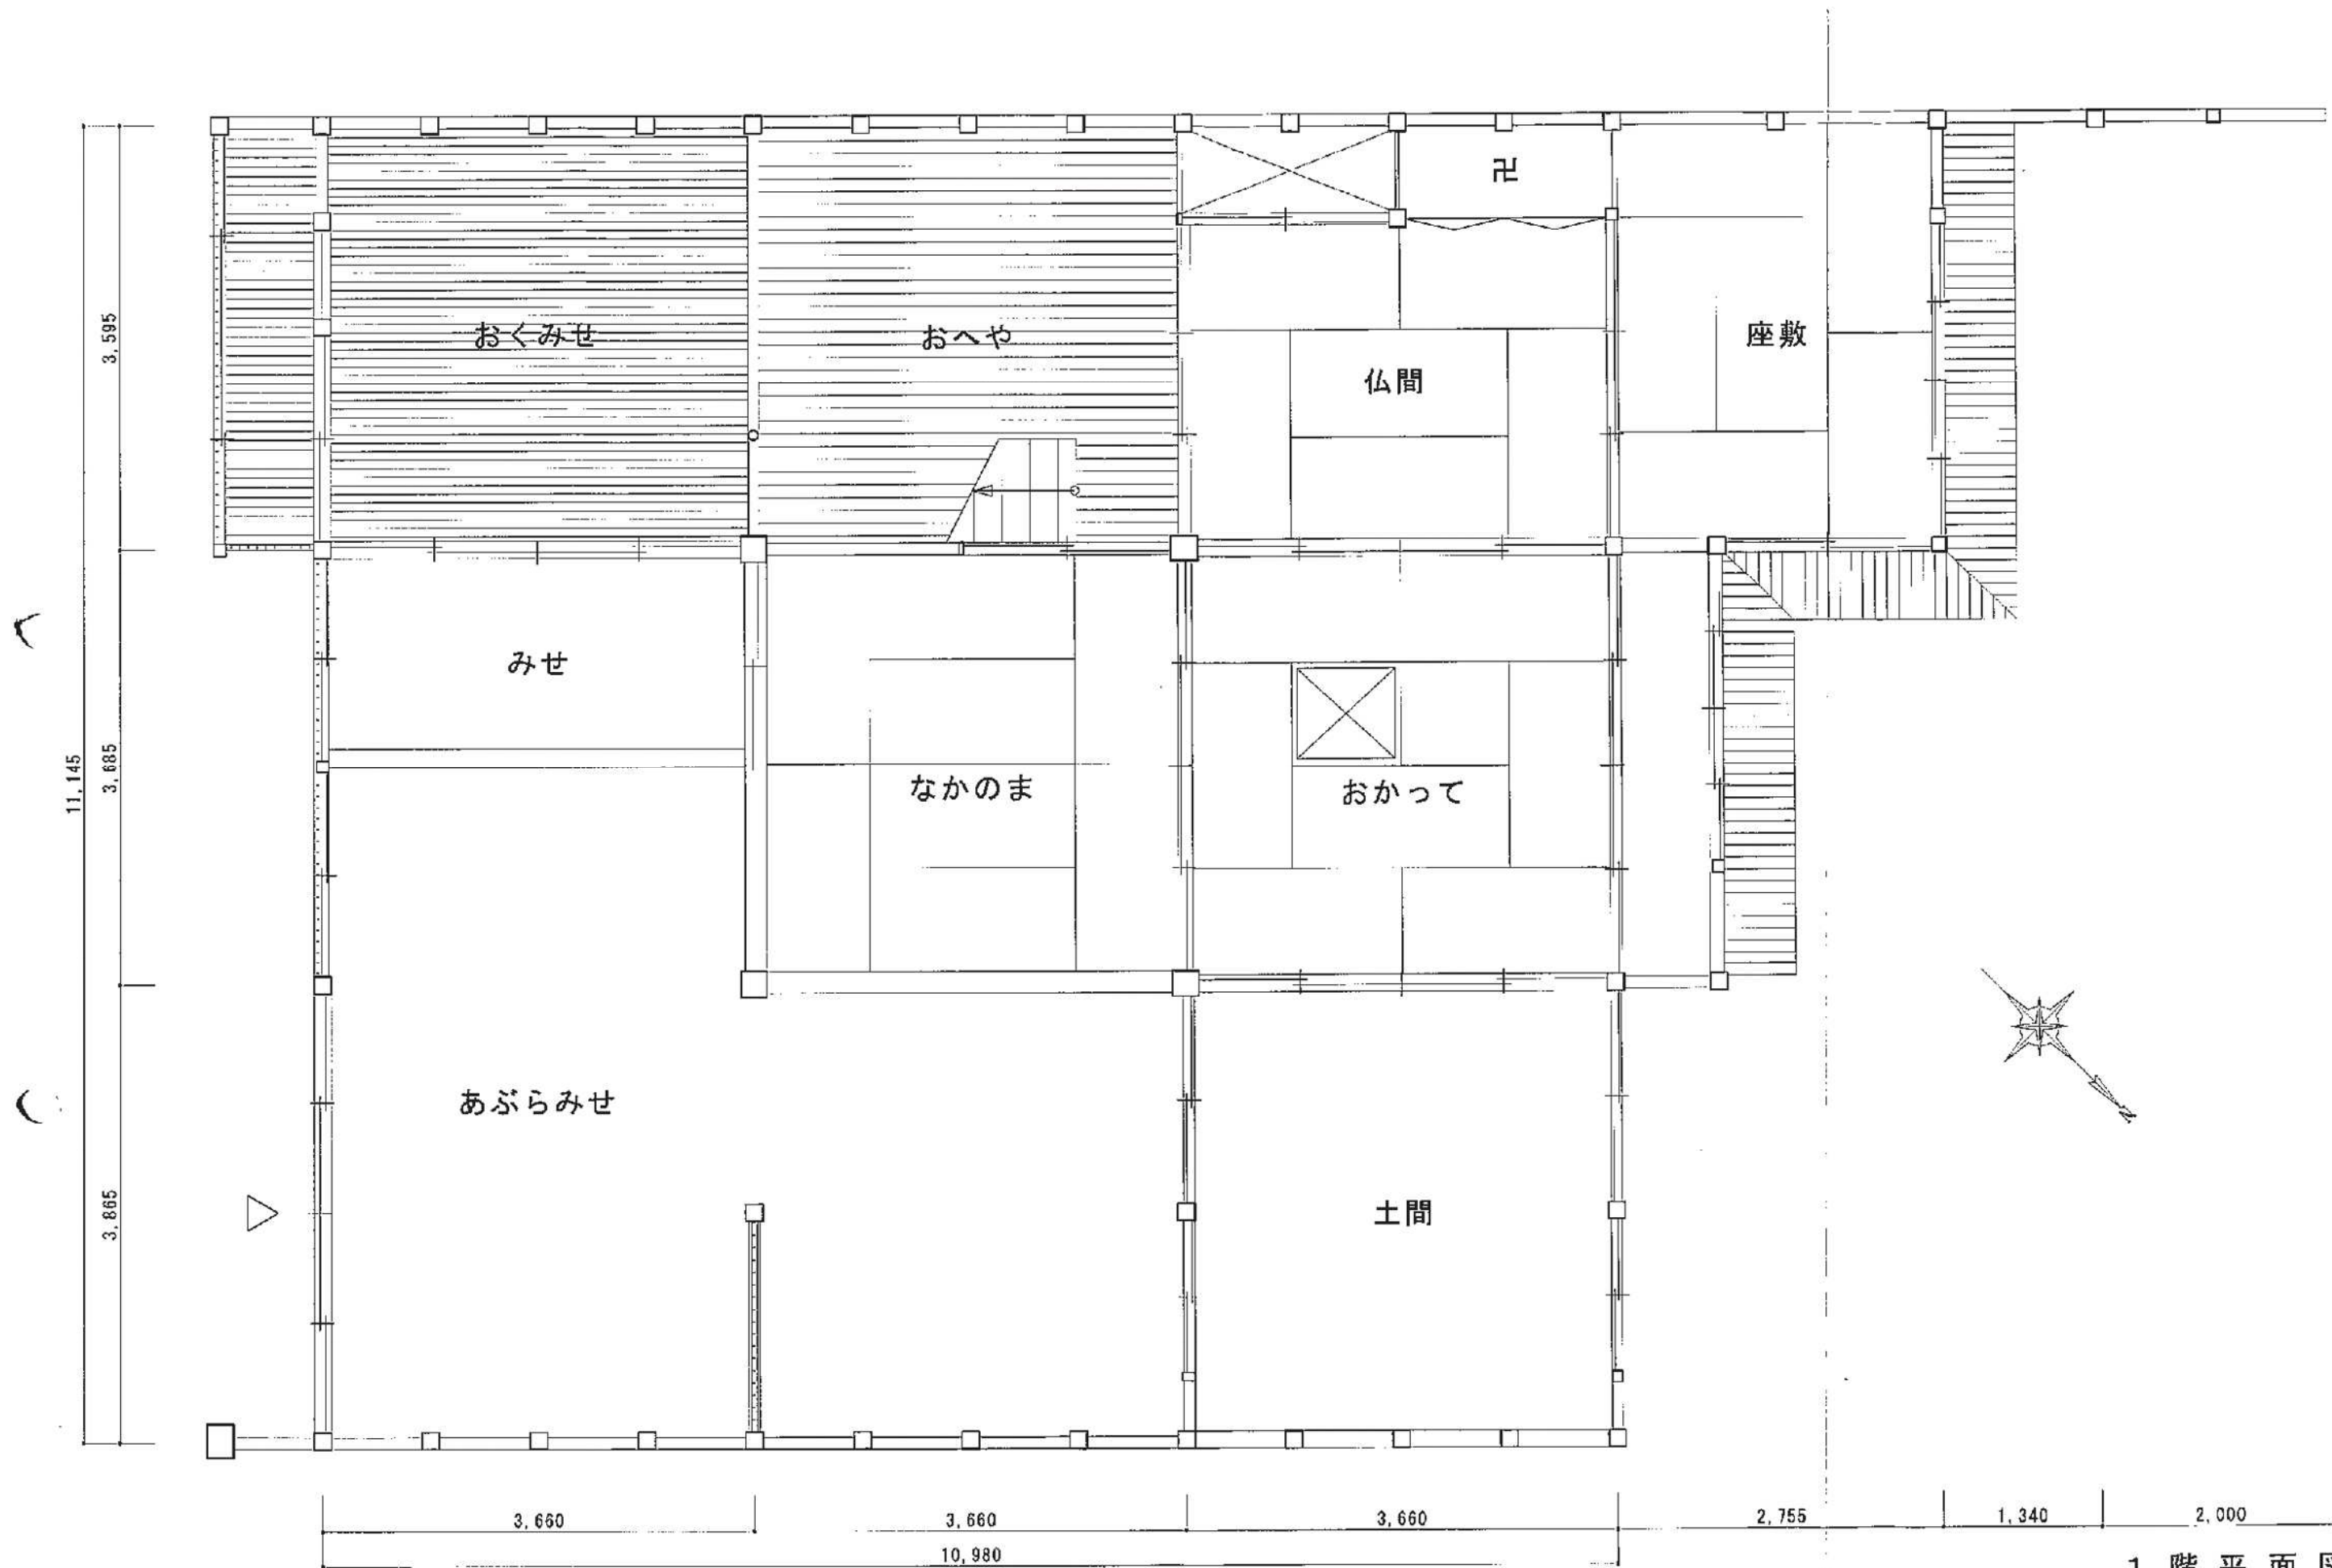 卍
おくみせ
おへや
座敷
仏間
3,595
みせ
なかのま
おかって
11,145
3,685
あぶらみせ
土間
3,865
3,660
3,660
3,660
2,755
1,340
2,000
10,980
1階平面図